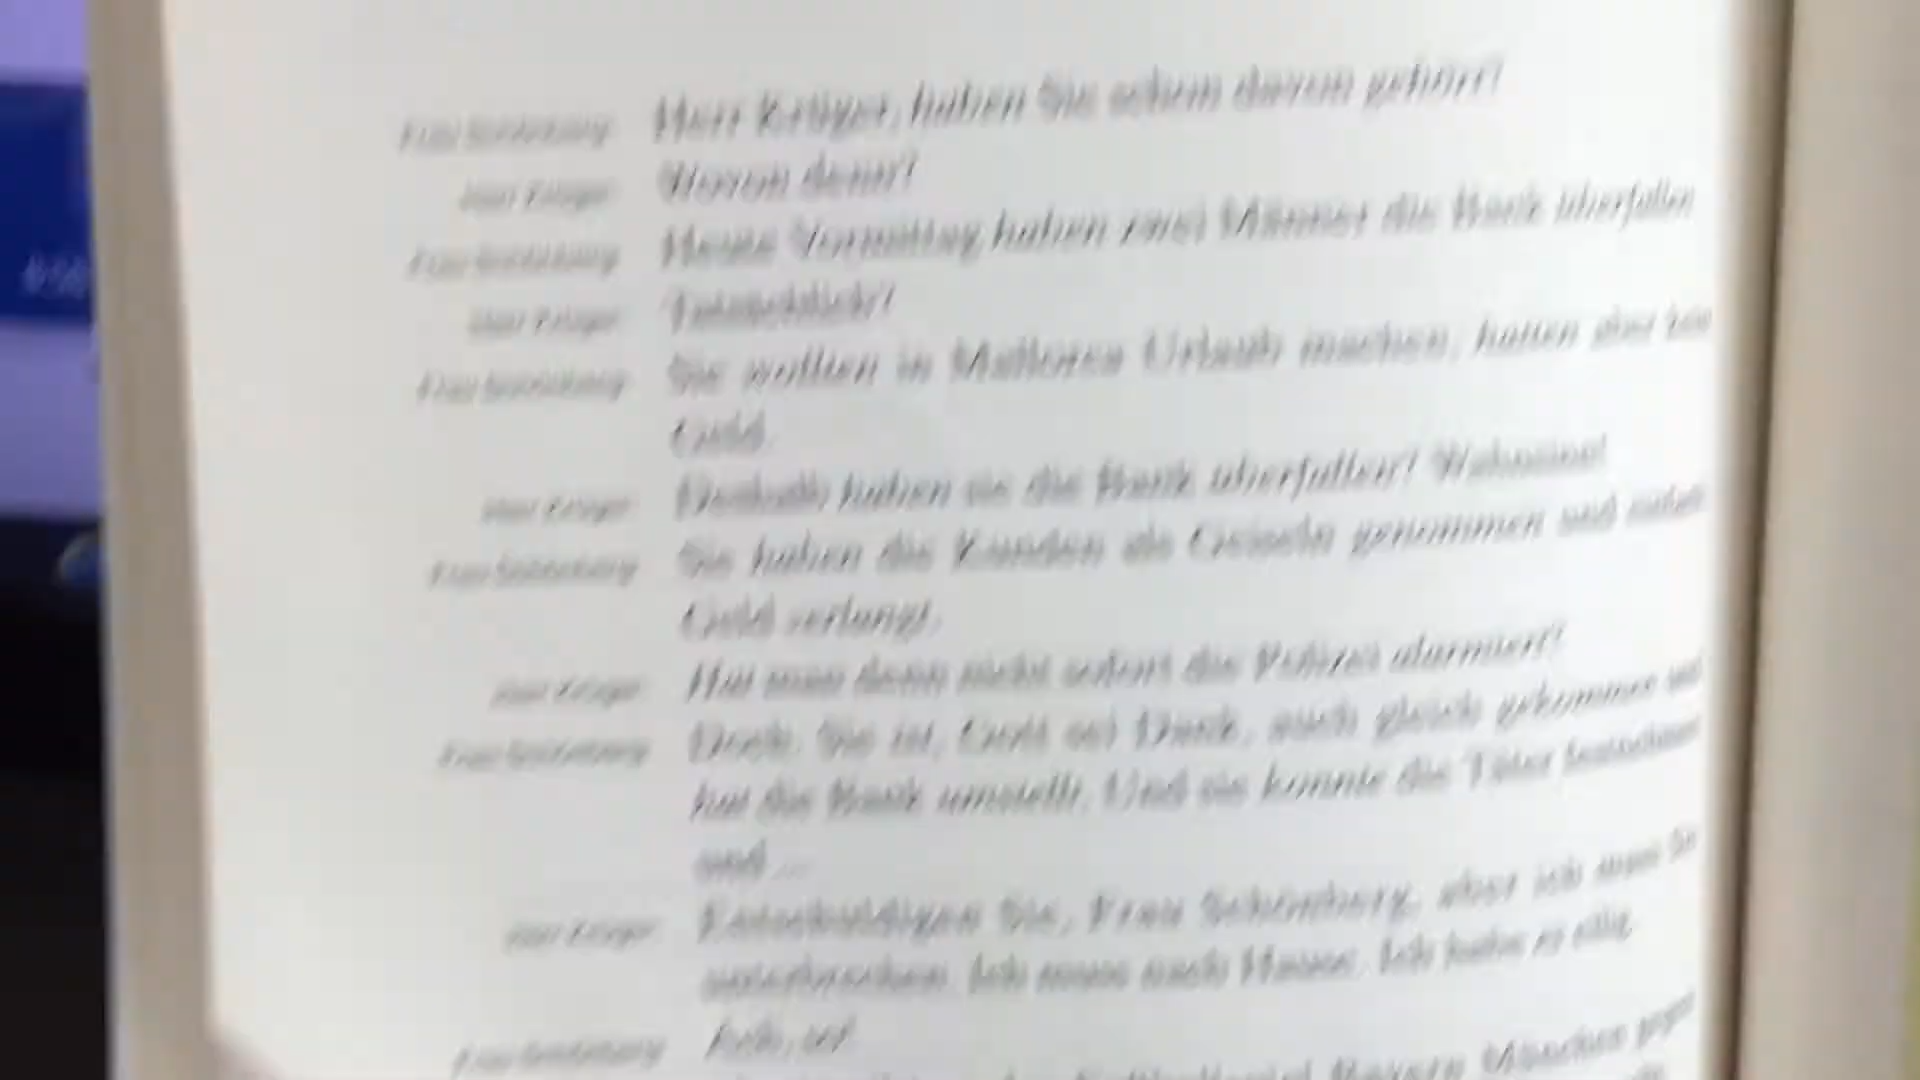 Frau Schönberg Herr Krüger, haben Sie schon davon gehört?
Herr Krüger Wovon denn?
Frau Schönberg Heute Vormittag haben zwei Männer die Bank überfallen
Herr Krüger Tatsächlich?
Frau Schönberg Sie wollten in Mallorca Urlaub machen, hatten aber kein
Geld.
Herr Krüger Deshalb haben sie die Bank überfallen? Wahnsinn!
Frau Schönberg Sie haben die Kunden als Geiseln genommen und
Geld verlangt.
Herr Krüger Hat man denn nicht sofort die Polizei alarmiert?
Frau Schönberg Doch. Sie ist, Gott sei Dank, auch gleich gekommen und
hat die Bank umstellt. Und sie konnte die Täter festnehmen
und ...
Herr Krüger Entschuldigen Sie, Frau Schönberg, aber ich muss Sie
unterbrechen. Ich muss nach Hause. Ich habe es eilig.
Frau Schönberg Ach, so!
Bayern München gegen